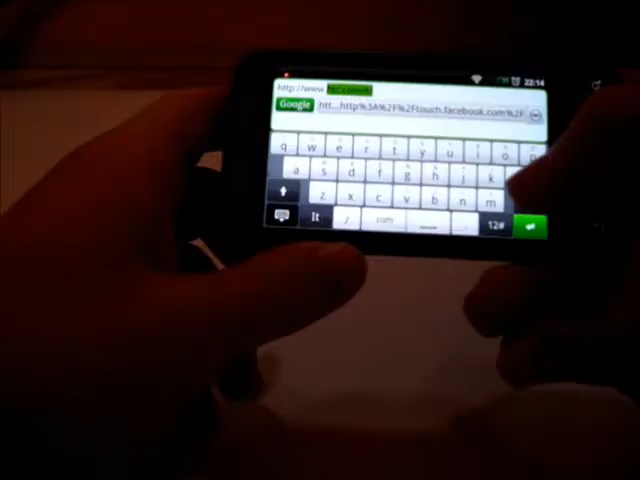 22:14
http://www.
Google htt...http%3A%2F%2Ftouch.facebook.com%2F
q w e r t y u i o p
a s d f g h j k
z x c v b n m
It / .com 12#